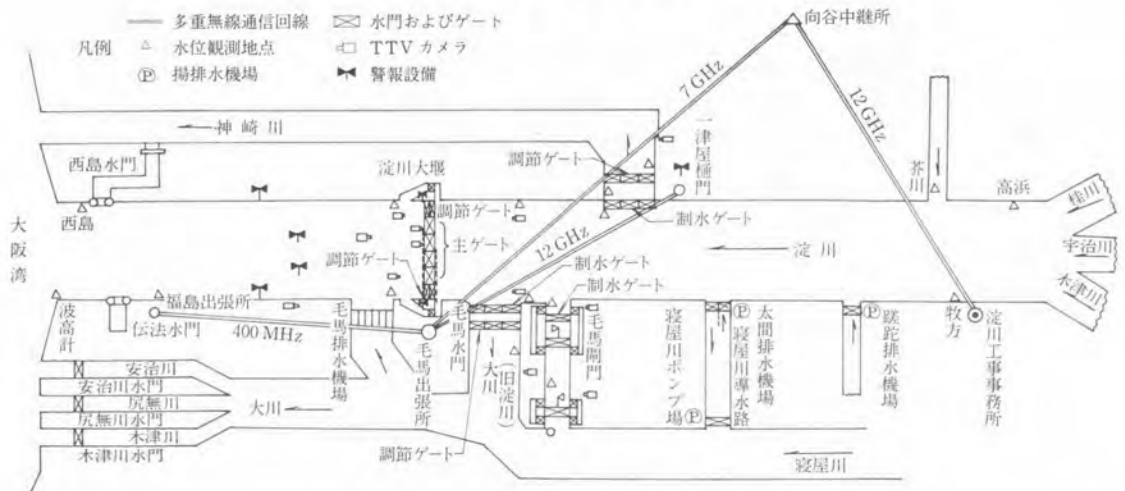 多重無線通信回線
水門およびゲート
凡例
水位観測地点
TTVカメラ
Ⓟ 揚排水機場
警報設備
向谷中継所
7 GHz
12 GHz
神崎川
西島水門
淀川大堰
調節ゲート
一津屋樋門
芥川
高浜
桂川
宇治川
木津川
大阪湾
西島
調節ゲート
主ゲート
制水ゲート
12 GHz
淀川
調節ゲート
制水ゲート
制水ゲート
福島出張所
波高計
伝法水門
400 MHz
毛馬排水機場
毛馬出張所
毛馬水門
大川
(旧淀川)
毛馬閘門
寝屋川ポンプ場
Ⓟ
寝屋川導水路
Ⓟ
太間排水機場
Ⓟ
蹉跎排水機場
牧方
淀川工事事務所
安治川
安治川水門
尻無川
尻無川水門
木津川
木津川水門
大川
調節ゲート
寝屋川